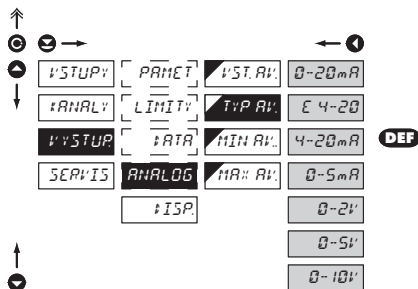 VSTUPY PAMET VST. AV. 0-20mA
KANALY LIMITY TYP AV. E 4-20
VYSTUP. DATA MIN AV. 4-20mA DEF
SERVIS ANALOG MAX AV. 0-5mA
DISP. 0-2V
0-5V
0-10V